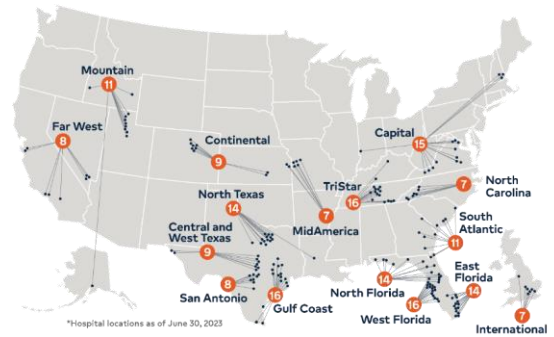 Mountain
11
Far West
8
Continental
9
Capital
15
North Texas
14
TriStar
16
7
North
Carolina
Central and
West Texas
9
7
MidAmerica
South
Atlantic
11
San Antonio
8
16
Gulf Coast
14
North Florida
East
Florida
14
16
West Florida
7
International
*Hospital locations as of June 30, 2023